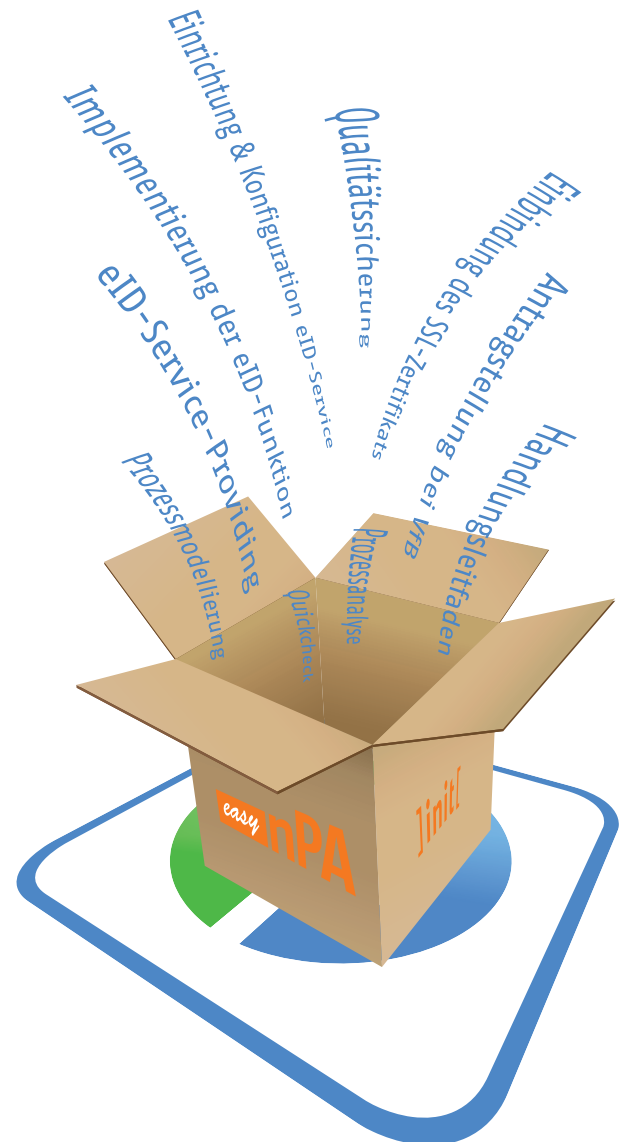 Einrichtung & Konfiguration eID-Service
Implementierung der eID-Funktion
Qualitätssicherung
Einbindung des SSL-Zertifikats
eID-Service-Providing
Antragstellung bei VfB
Handlungsleitfaden
Prozessmodellierung
Prozessanalyse
Quickcheck
easy
nPA
]init[